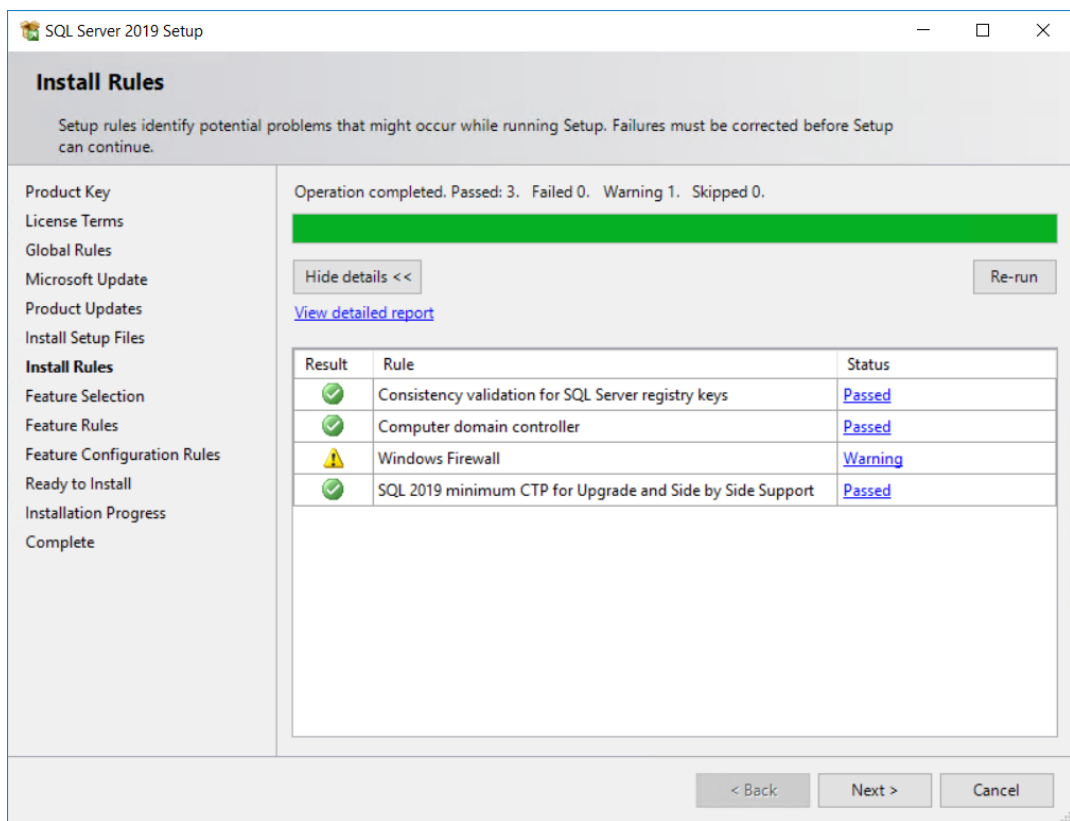 SQL Server 2019 Setup
Install Rules
Setup rules identify potential problems that might occur while running Setup. Failures must be corrected before Setup
can continue.
Product Key
License Terms
Global Rules
Microsoft Update
Product Updates
Install Setup Files
Install Rules
Feature Selection
Feature Rules
Feature Configuration Rules
Ready to Install
Installation Progress
Complete
Operation completed. Passed: 3.   Failed 0.   Warning 1.   Skipped 0.
Hide details <<
Re-run
View detailed report
Result Rule Status
Consistency validation for SQL Server registry keys Passed
Computer domain controller Passed
Windows Firewall Warning
SQL 2019 minimum CTP for Upgrade and Side by Side Support Passed
< Back Next > Cancel